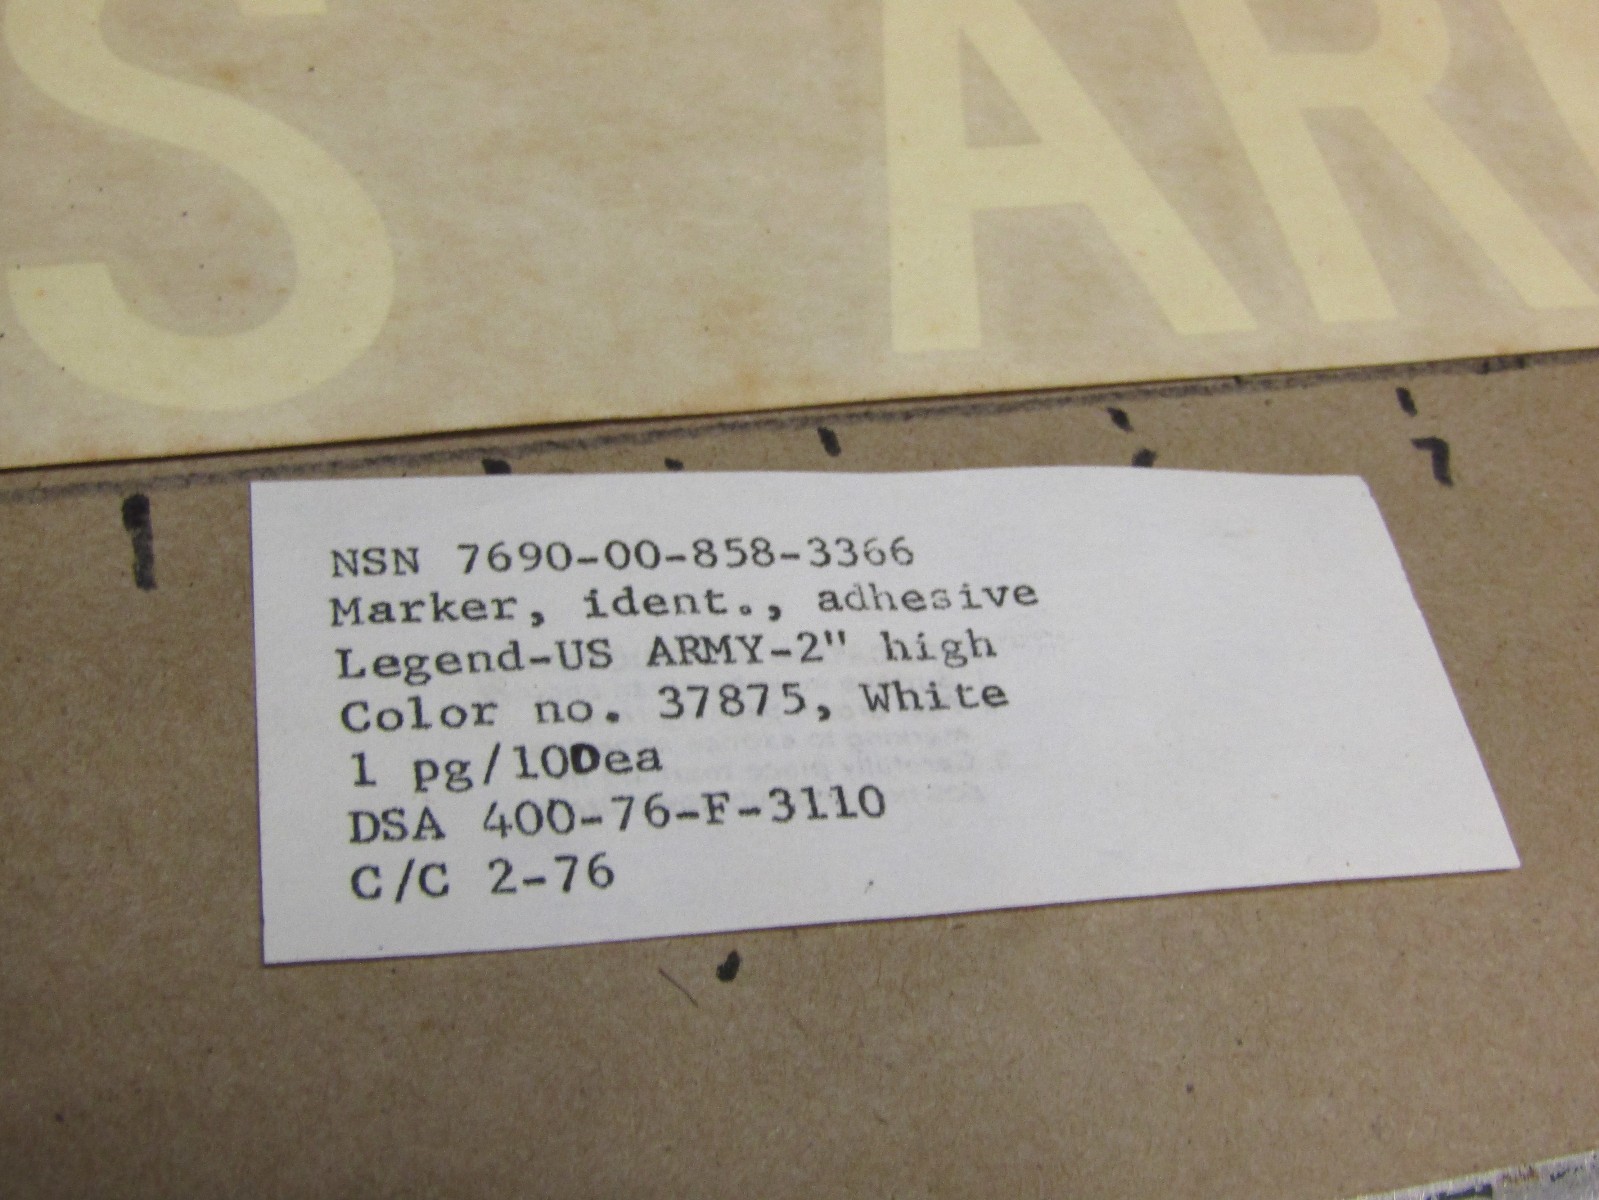 S ARM
NSN 7690-00-858-3366
Marker, ident., adhesive
Legend-US ARMY-2" high
Color no. 37875, White
1 pg/100ea
DSA 400-76-F-3110
C/C 2-76